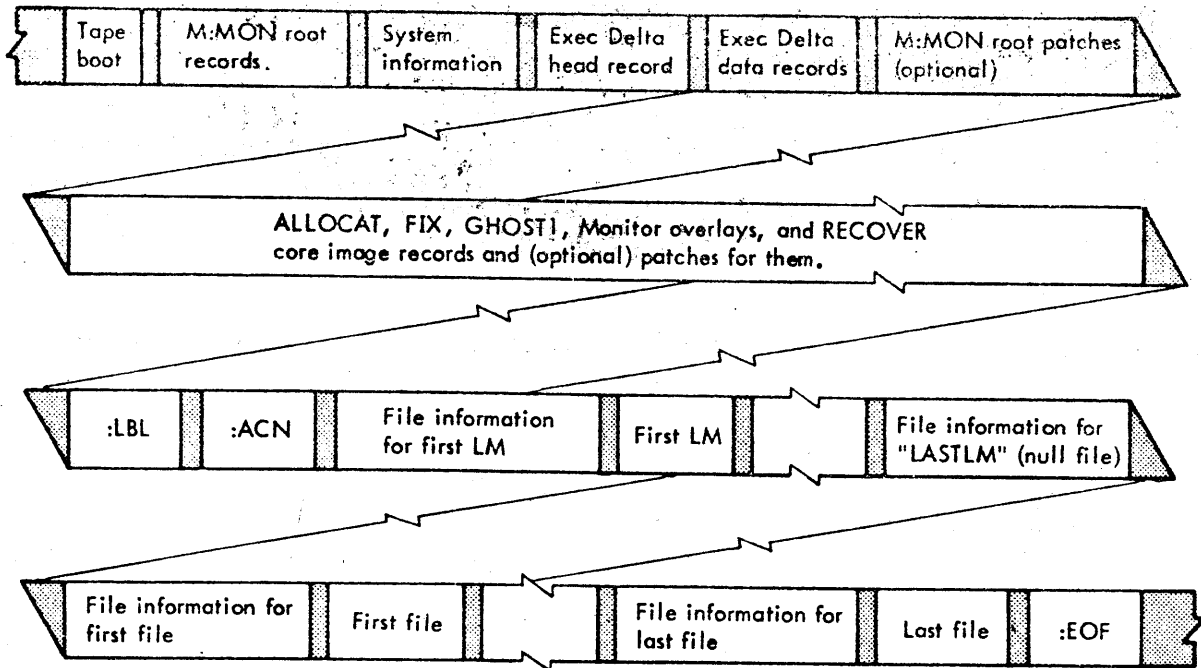 Tape
boot
M:MON root
records.
System
information
Exec Delta
head record
Exec Delta
data records
M:MON root patches
(optional)
ALLOCAT, FIX, GHOST1, Monitor overlays, and RECOVER
core image records and (optional) patches for them.
:LBL
:ACN
File information
for first LM
First LM
File information for
"LASTLM" (null file)
File information for
first file
First file
File information for
last file
Last file
:EOF